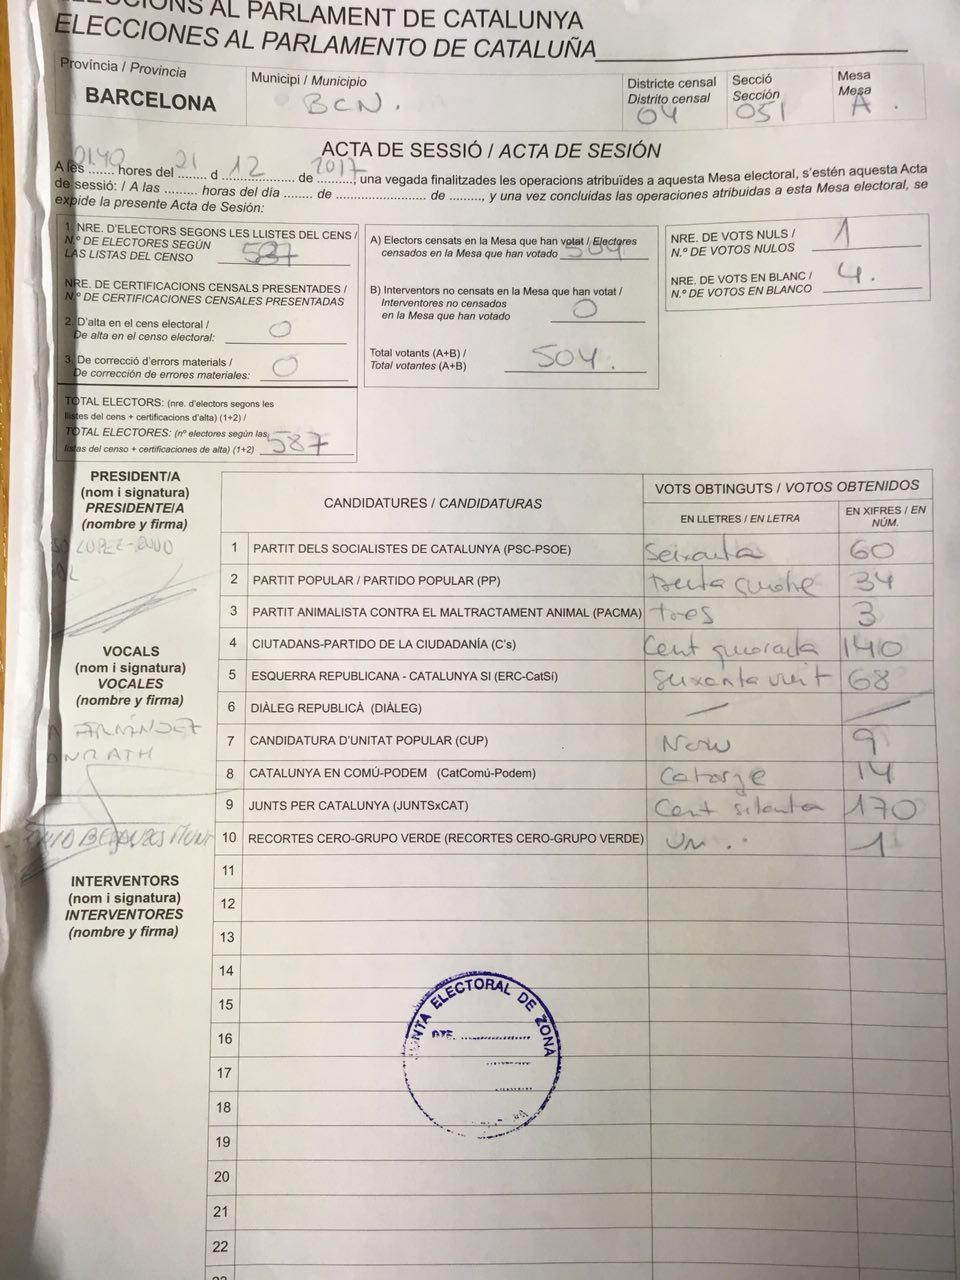 ELECCIONS AL PARLAMENT DE CATALUNYA
ELECCIONES AL PARLAMENTO DE CATALUÑA
Província / Provincia
BARCELONA
Municipi / Municipio
BCN.
Districte censal
Distrito censal
04
Secció
Sección
051
Mesa
Mesa
A.
ACTA DE SESSIÓ / ACTA DE SESIÓN
A les 01.40 hores del 21 d 12 de 2017, una vegada finalitzades les operacions atribuïdes a aquesta Mesa electoral, s'estén aquesta Acta
de sessió: / A las ......... horas del día ......... de ........................ de ........., y una vez concluidas las operaciones atribuidas a esta Mesa electoral, se
expide la presente Acta de Sesión:
1. NRE. D'ELECTORS SEGONS LES LLISTES DEL CENS /
N.º DE ELECTORES SEGÚN
LAS LISTAS DEL CENSO 587
NRE. DE CERTIFICACIONS CENSALS PRESENTADES /
N.º DE CERTIFICACIONES CENSALES PRESENTADAS
2. D'alta en el cens electoral /
De alta en el censo electoral: 0
3. De correcció d'errors materials /
De corrección de errores materiales: 0
TOTAL ELECTORS: (nre. d'electors segons les
llistes del cens + certificacions d'alta) (1+2) /
TOTAL ELECTORES: (nº electores según las
listas del censo + certificaciones de alta) (1+2) 587
A) Electors censats en la Mesa que han votat / Electores
censados en la Mesa que han votado 504
B) Interventors no censats en la Mesa que han votat /
Interventores no censados
en la Mesa que han votado 0
Total votants (A+B) /
Total votantes (A+B) 504.
NRE. DE VOTS NULS /
N.º DE VOTOS NULOS 1
NRE. DE VOTS EN BLANC /
N.º DE VOTOS EN BLANCO 4.
PRESIDENT/A
(nom i signatura)
PRESIDENTE/A
(nombre y firma)
VOCALS
(nom i signatura)
VOCALES
(nombre y firma)
INTERVENTORS
(nom i signatura)
INTERVENTORES
(nombre y firma)
CANDIDATURES / CANDIDATURAS
VOTS OBTINGUTS / VOTOS OBTENIDOS
EN LLETRES / EN LETRA
EN XIFRES / EN
NÚM.
1 PARTIT DELS SOCIALISTES DE CATALUNYA (PSC-PSOE) Seixanta 60
2 PARTIT POPULAR / PARTIDO POPULAR (PP) trenta quatre 34
3 PARTIT ANIMALISTA CONTRA EL MALTRACTAMENT ANIMAL (PACMA) tres 3
4 CIUTADANS-PARTIDO DE LA CIUDADANÍA (C's) Cent quaranta 140
5 ESQUERRA REPUBLICANA - CATALUNYA SI (ERC-CatSí) Seixanta vuit 68
6 DIÀLEG REPUBLICÀ (DIÀLEG) — —
7 CANDIDATURA D'UNITAT POPULAR (CUP) Nou 9
8 CATALUNYA EN COMÚ-PODEM (CatComú-Podem) Catorze 14
9 JUNTS PER CATALUNYA (JUNTSxCAT) Cent setanta 170
10 RECORTES CERO-GRUPO VERDE (RECORTES CERO-GRUPO VERDE) Un .. 1
11
12
13
14
15
16
17
18
19
20
21
22
JUNTA ELECTORAL DE ZONA